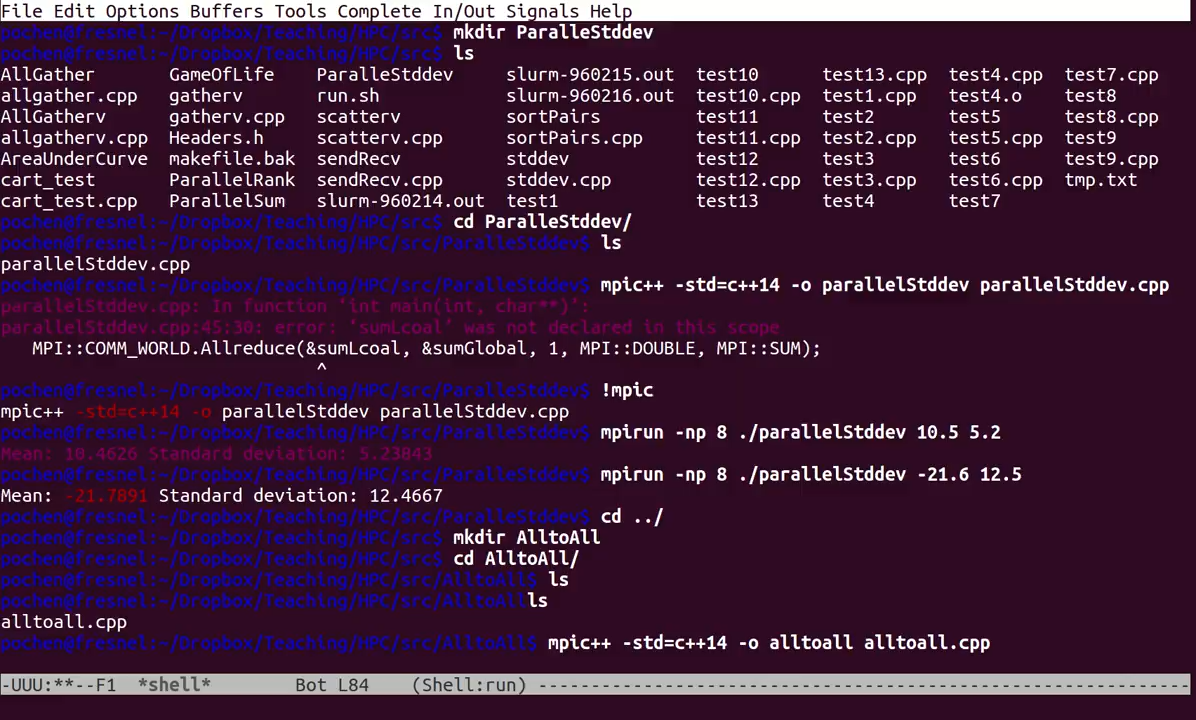 File Edit Options Buffers Tools Complete In/Out Signals Help
pochen@fresnel:~/Dropbox/Teaching/HPC/src$ mkdir ParalleStddev
pochen@fresnel:~/Dropbox/Teaching/HPC/src$ ls
AllGather GameOfLife ParalleStddev slurm-960215.out test10 test13.cpp test4.cpp test7.cpp
allgather.cpp gatherv run.sh slurm-960216.out test10.cpp test1.cpp test4.o test8
AllGatherv gatherv.cpp scatterv sortPairs test11 test2 test5 test8.cpp
allgatherv.cpp Headers.h scatterv.cpp sortPairs.cpp test11.cpp test2.cpp test5.cpp test9
AreaUnderCurve makefile.bak sendRecv stddev test12 test3 test6 test9.cpp
cart_test ParallelRank sendRecv.cpp stddev.cpp test12.cpp test3.cpp test6.cpp tmp.txt
cart_test.cpp ParallelSum slurm-960214.out test1 test13 test4 test7
pochen@fresnel:~/Dropbox/Teaching/HPC/src$ cd ParalleStddev/
pochen@fresnel:~/Dropbox/Teaching/HPC/src/ParalleStddev$ ls
parallelStddev.cpp
pochen@fresnel:~/Dropbox/Teaching/HPC/src/ParalleStddev$ mpic++ -std=c++14 -o parallelStddev parallelStddev.cpp
parallelStddev.cpp: In function ‘int main(int, char**)’:
parallelStddev.cpp:45:30: error: ‘sumLcoal’ was not declared in this scope
MPI::COMM_WORLD.Allreduce(&sumLcoal, &sumGlobal, 1, MPI::DOUBLE, MPI::SUM);
^
pochen@fresnel:~/Dropbox/Teaching/HPC/src/ParalleStddev$ !mpic
mpic++ -std=c++14 -o parallelStddev parallelStddev.cpp
pochen@fresnel:~/Dropbox/Teaching/HPC/src/ParalleStddev$ mpirun -np 8 ./parallelStddev 10.5 5.2
Mean: 10.4626 Standard deviation: 5.23843
pochen@fresnel:~/Dropbox/Teaching/HPC/src/ParalleStddev$ mpirun -np 8 ./parallelStddev -21.6 12.5
Mean: -21.7891 Standard deviation: 12.4667
pochen@fresnel:~/Dropbox/Teaching/HPC/src/ParalleStddev$ cd ../
pochen@fresnel:~/Dropbox/Teaching/HPC/src$ mkdir AlltoAll
pochen@fresnel:~/Dropbox/Teaching/HPC/src$ cd AlltoAll/
pochen@fresnel:~/Dropbox/Teaching/HPC/src/AlltoAll$ ls
pochen@fresnel:~/Dropbox/Teaching/HPC/src/AlltoAllls
alltoall.cpp
pochen@fresnel:~/Dropbox/Teaching/HPC/src/AlltoAll$ mpic++ -std=c++14 -o alltoall alltoall.cpp
-UUU:**--F1 *shell* Bot L84 (Shell:run) --------------------------------------------------------------